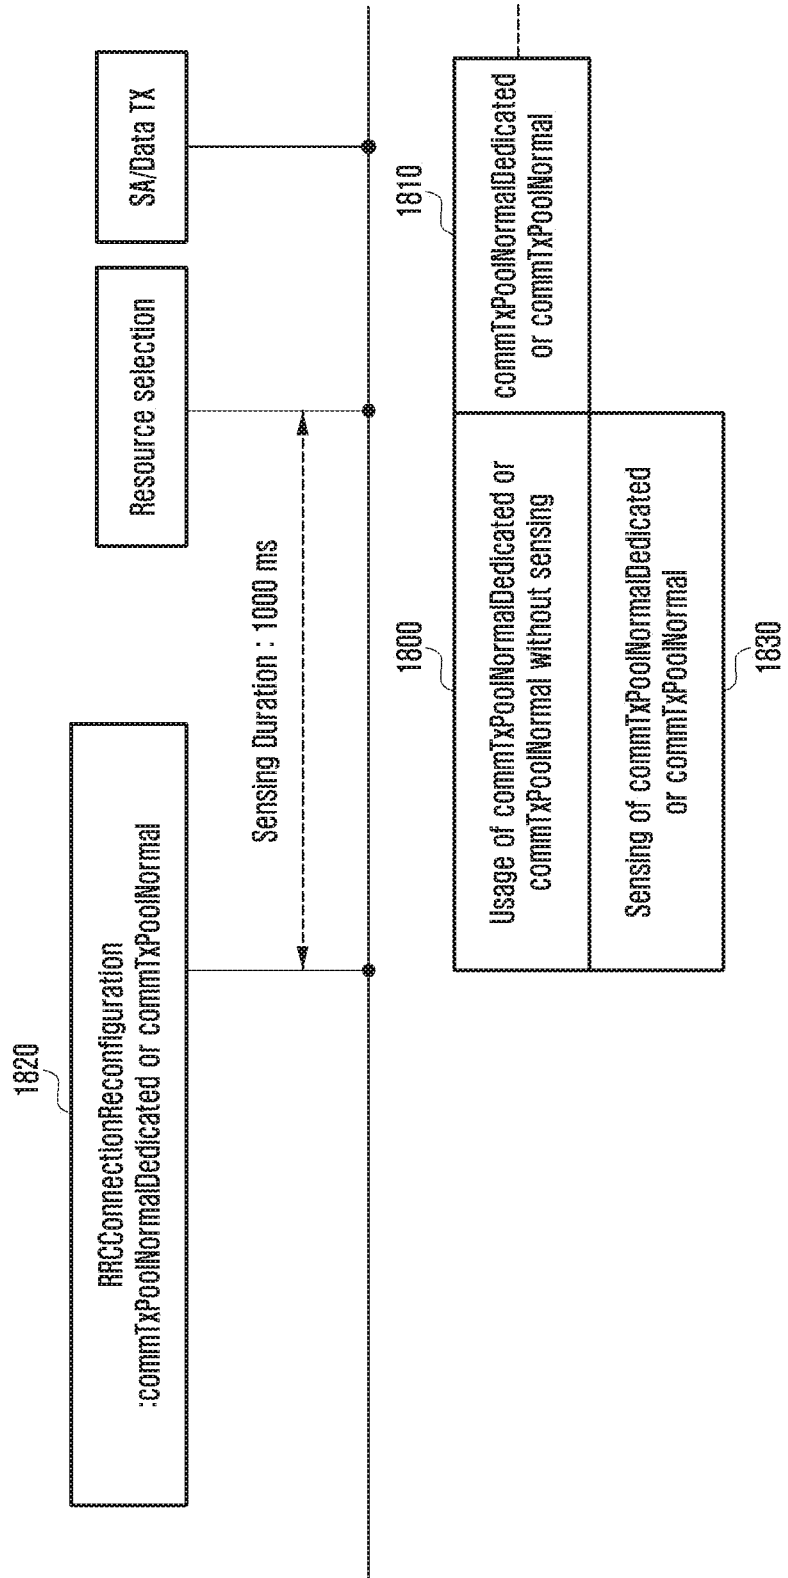 1820
RRCConnectionReconfiguration
:commTxPoolNormalDedicated or commTxPoolNormal
Resource selection
SA/Data TX
Sensing Duration : 1000 ms
1800
Usage of commTxPoolNormalDedicated or
commTxPoolNormal without sensing
1810
commTxPoolNormalDedicated
or commTxPoolNormal
Sensing of commTxPoolNormalDedicated
or commTxPoolNormal
1830